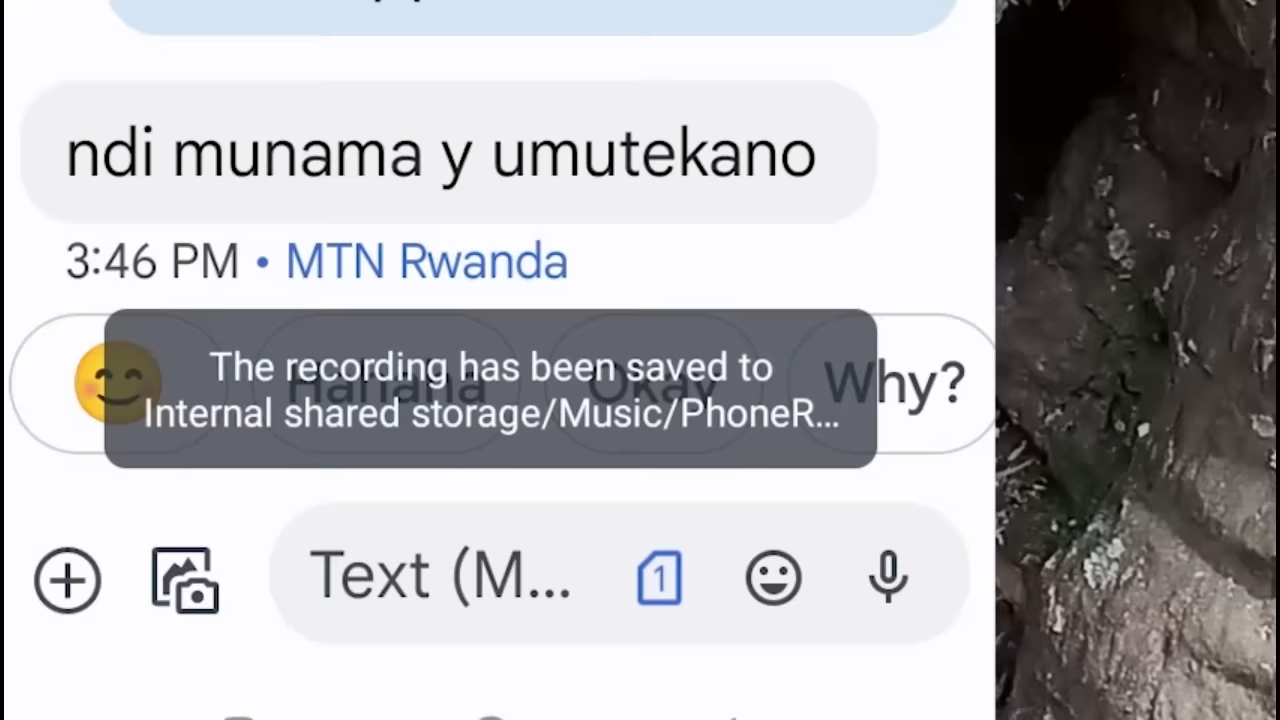 ndi munama y umutekano
3:46 PM • MTN Rwanda
The recording has been saved to
Internal shared storage/Music/PhoneR...
Hahaha
Okay
Why?
Text (M...
1